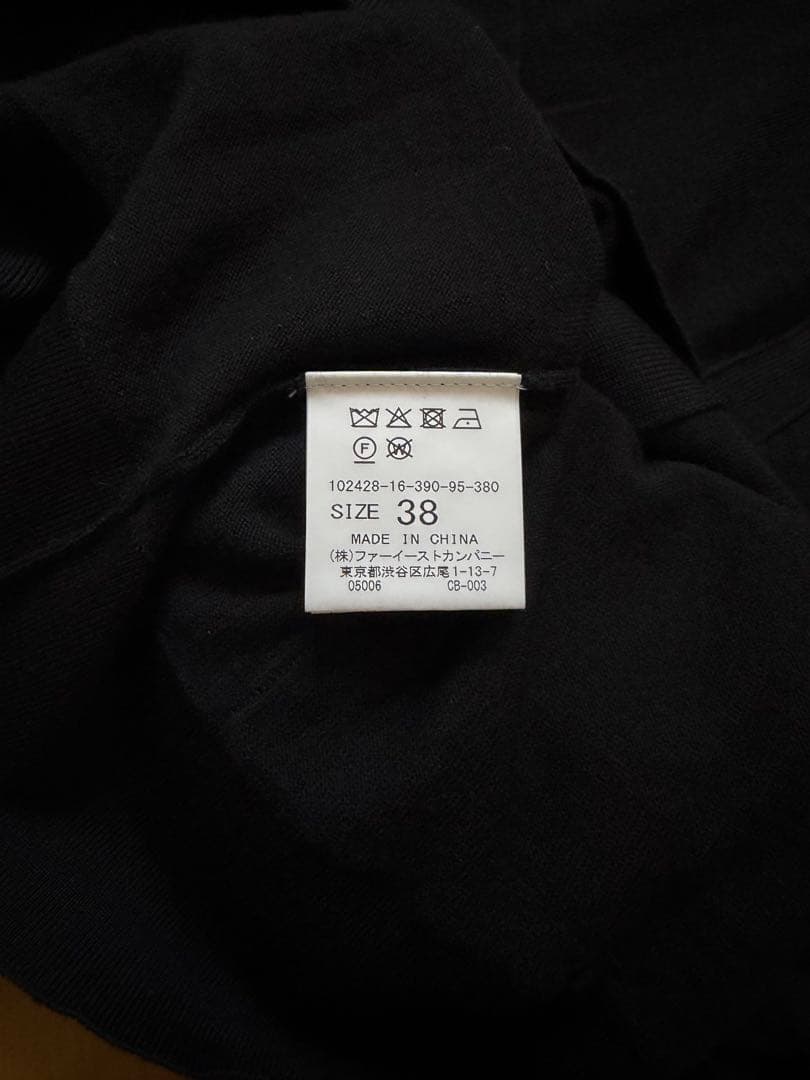 F W
102428-16-390-95-380
SIZE 38
MADE IN CHINA
(株)ファーイーストカンパニー
東京都渋谷区広尾1-13-7
05006 CB-003